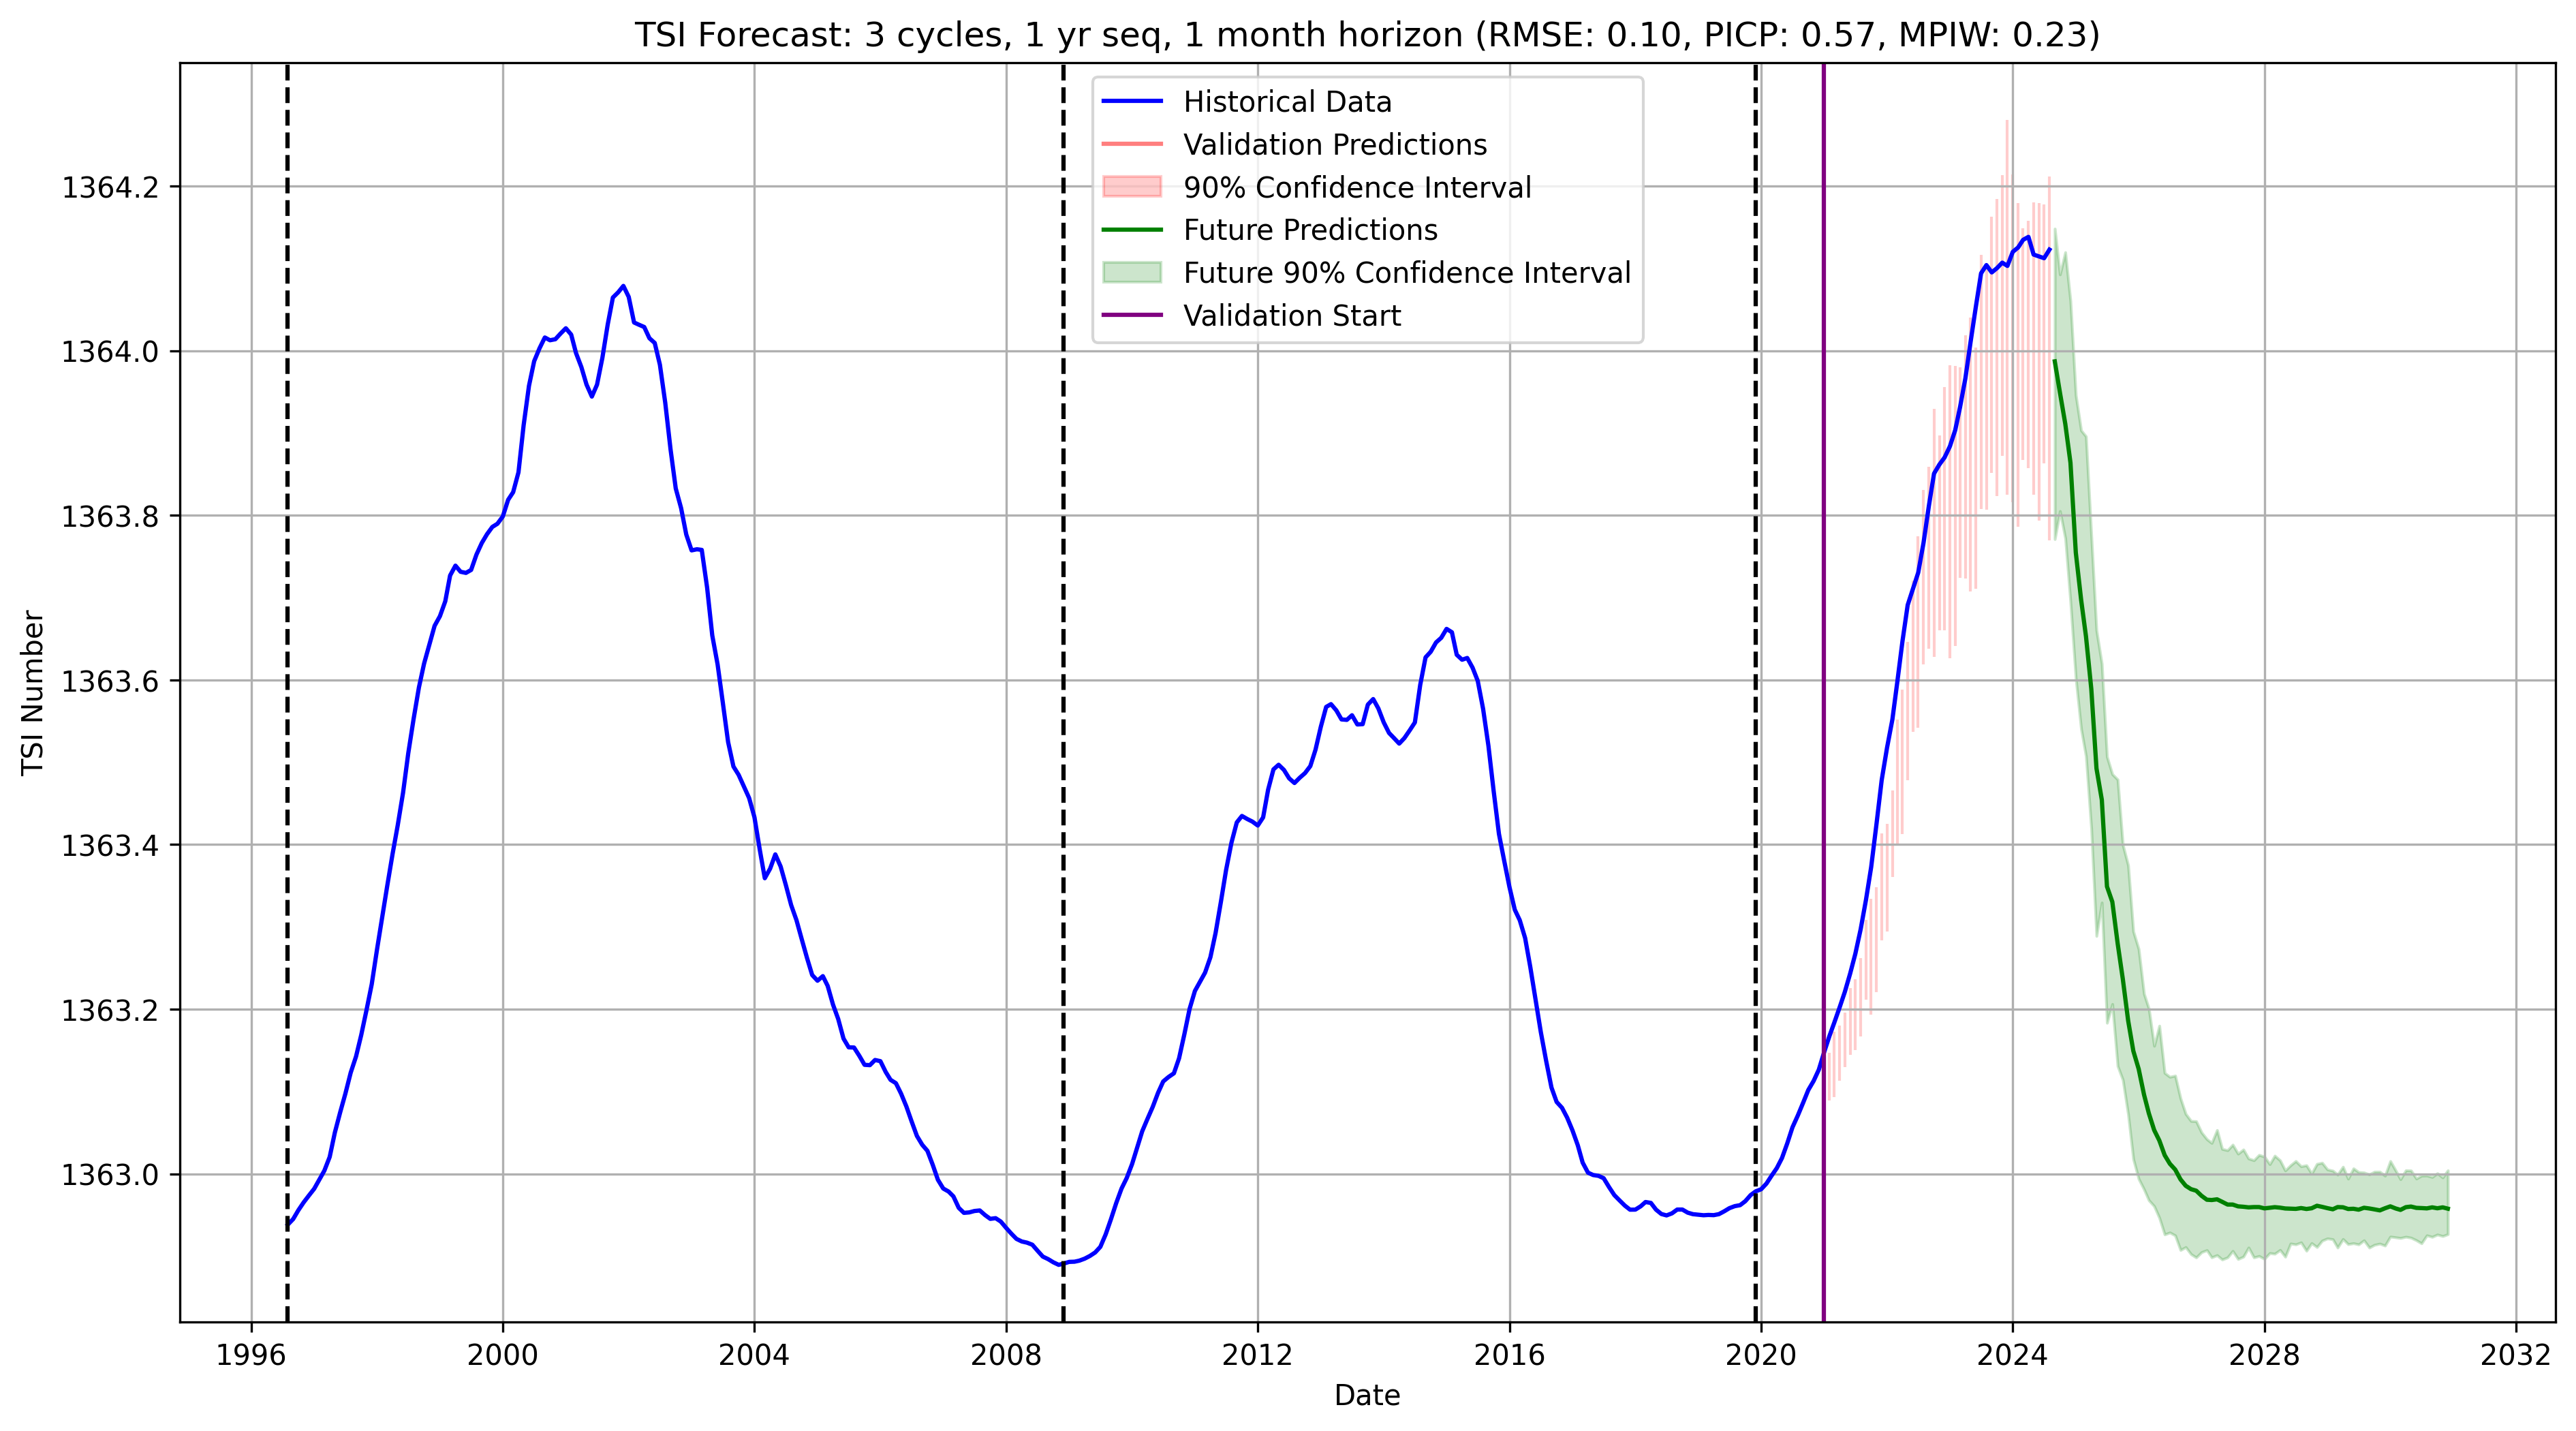 TSI Forecast: 3 cycles, 1 yr seq, 1 month horizon (RMSE: 0.10, PICP: 0.57, MPIW: 0.23)
Historical Data
Validation Predictions
90% Confidence Interval
Future Predictions
Future 90% Confidence Interval
Validation Start
TSI Number
1364.2
1364.0
1363.8
1363.6
1363.4
1363.2
1363.0
1996 2000 2004 2008 2012 2016 2020 2024 2028 2032
Date